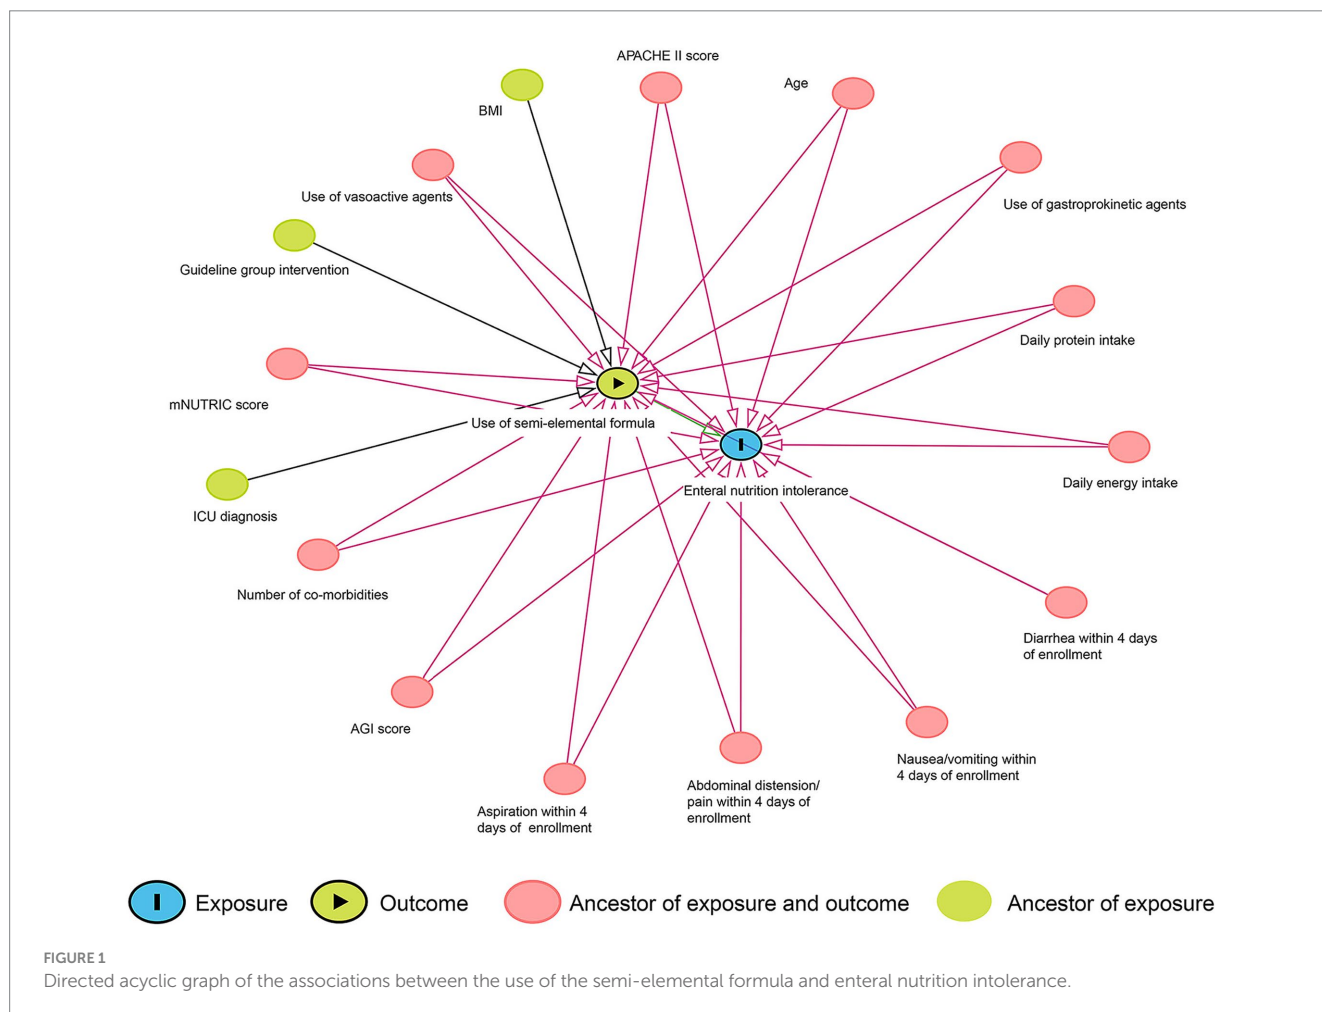 APACHE II score
Age
BMI
Use of vasoactive agents
Use of gastroprokinetic agents
Guideline group intervention
Daily protein intake
mNUTRIC score
Use of semi-elemental formula
Enteral nutrition intolerance
Daily energy intake
ICU diagnosis
Number of co-morbidities
Diarrhea within 4 days
of enrollment
AGI score
Nausea/vomiting within
4 days of enrollment
Abdominal distension/
pain within 4 days of
enrollment
Aspiration within 4
days of enrollment
Exposure
Outcome
Ancestor of exposure and outcome
Ancestor of exposure
FIGURE 1
Directed acyclic graph of the associations between the use of the semi-elemental formula and enteral nutrition intolerance.